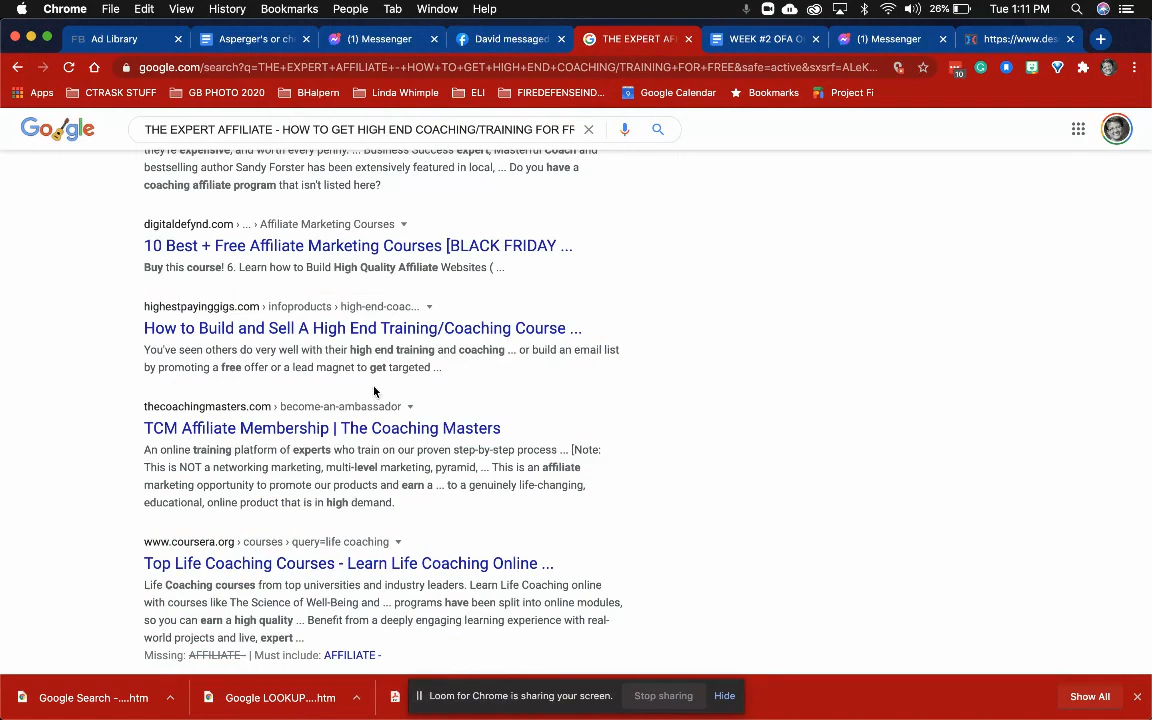 Chrome File Edit View History Bookmarks People Tab Window Help 26% Tue 1:11 PM
FB Ad Library × Asperger's or ch × (1) Messenger × David messaged × THE EXPERT AFF × WEEK #2 OFA O × (1) Messenger × https://www.des ×
google.com/search?q=THE+EXPERT+AFFILIATE+-+HOW+TO+GET+HIGH+END+COACHING/TRAINING+FOR+FREE&safe=active&sxsrf=ALeK... 10
Apps CTRASK STUFF GB PHOTO 2020 BHalpern Linda Whimple ELI FIREDEFENSEIND... 9 Google Calendar Bookmarks Project Fi
Google THE EXPERT AFFILIATE - HOW TO GET HIGH END COACHING/TRAINING FOR FF
they're expensive, and worth every penny. ... Business Success expert, Masterful Coach and
bestselling author Sandy Forster has been extensively featured in local, ... Do you have a
coaching affiliate program that isn't listed here?
digitaldefynd.com › ... › Affiliate Marketing Courses
10 Best + Free Affiliate Marketing Courses [BLACK FRIDAY ...
Buy this course! 6. Learn how to Build High Quality Affiliate Websites ( ...
highestpayinggigs.com › infoproducts › high-end-coac...
How to Build and Sell A High End Training/Coaching Course ...
You've seen others do very well with their high end training and coaching ... or build an email list
by promoting a free offer or a lead magnet to get targeted ...
thecoachingmasters.com › become-an-ambassador
TCM Affiliate Membership | The Coaching Masters
An online training platform of experts who train on our proven step-by-step process ... [Note:
This is NOT a networking marketing, multi-level marketing, pyramid, ... This is an affiliate
marketing opportunity to promote our products and earn a ... to a genuinely life-changing,
educational, online product that is in high demand.
www.coursera.org › courses › query=life coaching
Top Life Coaching Courses - Learn Life Coaching Online ...
Life Coaching courses from top universities and industry leaders. Learn Life Coaching online
with courses like The Science of Well-Being and ... programs have been split into online modules,
so you can earn a high quality ... Benefit from a deeply engaging learning experience with real-
world projects and live, expert ...
Missing: AFFILIATE- | Must include: AFFILIATE -
Google Search -....htm Google LOOKUP....htm Loom for Chrome is sharing your screen. Stop sharing Hide Show All